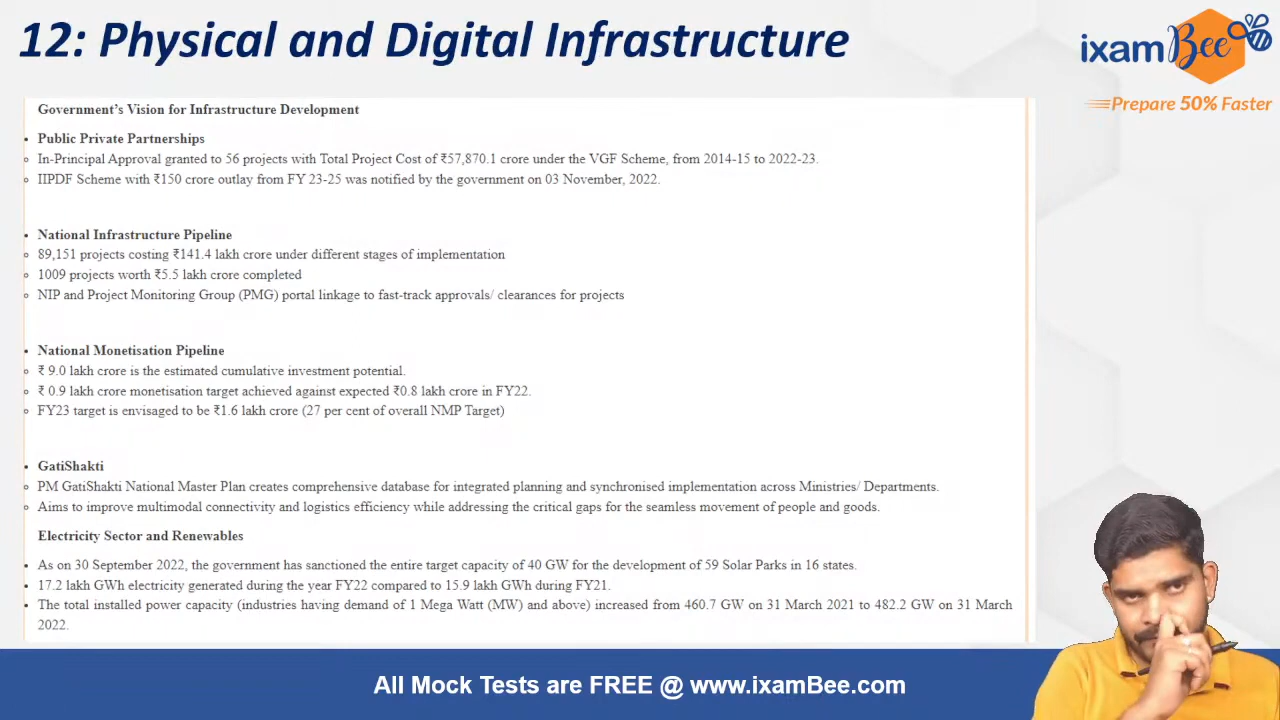 12: Physical and Digital Infrastructure
ixamBee
Prepare 50% Faster
Government's Vision for Infrastructure Development
Public Private Partnerships
In-Principal Approval granted to 56 projects with Total Project Cost of ₹57,870.1 crore under the VGF Scheme, from 2014-15 to 2022-23.
IIPDF Scheme with ₹150 crore outlay from FY 23-25 was notified by the government on 03 November, 2022.
National Infrastructure Pipeline
89,151 projects costing ₹141.4 lakh crore under different stages of implementation
1009 projects worth ₹5.5 lakh crore completed
NIP and Project Monitoring Group (PMG) portal linkage to fast-track approvals/ clearances for projects
National Monetisation Pipeline
₹ 9.0 lakh crore is the estimated cumulative investment potential.
₹ 0.9 lakh crore monetisation target achieved against expected ₹0.8 lakh crore in FY22.
FY23 target is envisaged to be ₹1.6 lakh crore (27 per cent of overall NMP Target)
GatiShakti
PM GatiShakti National Master Plan creates comprehensive database for integrated planning and synchronised implementation across Ministries/ Departments.
Aims to improve multimodal connectivity and logistics efficiency while addressing the critical gaps for the seamless movement of people and goods.
Electricity Sector and Renewables
As on 30 September 2022, the government has sanctioned the entire target capacity of 40 GW for the development of 59 Solar Parks in 16 states.
17.2 lakh GWh electricity generated during the year FY22 compared to 15.9 lakh GWh during FY21.
The total installed power capacity (industries having demand of 1 Mega Watt (MW) and above) increased from 460.7 GW on 31 March 2021 to 482.2 GW on 31 March
2022.
All Mock Tests are FREE @ www.ixamBee.com